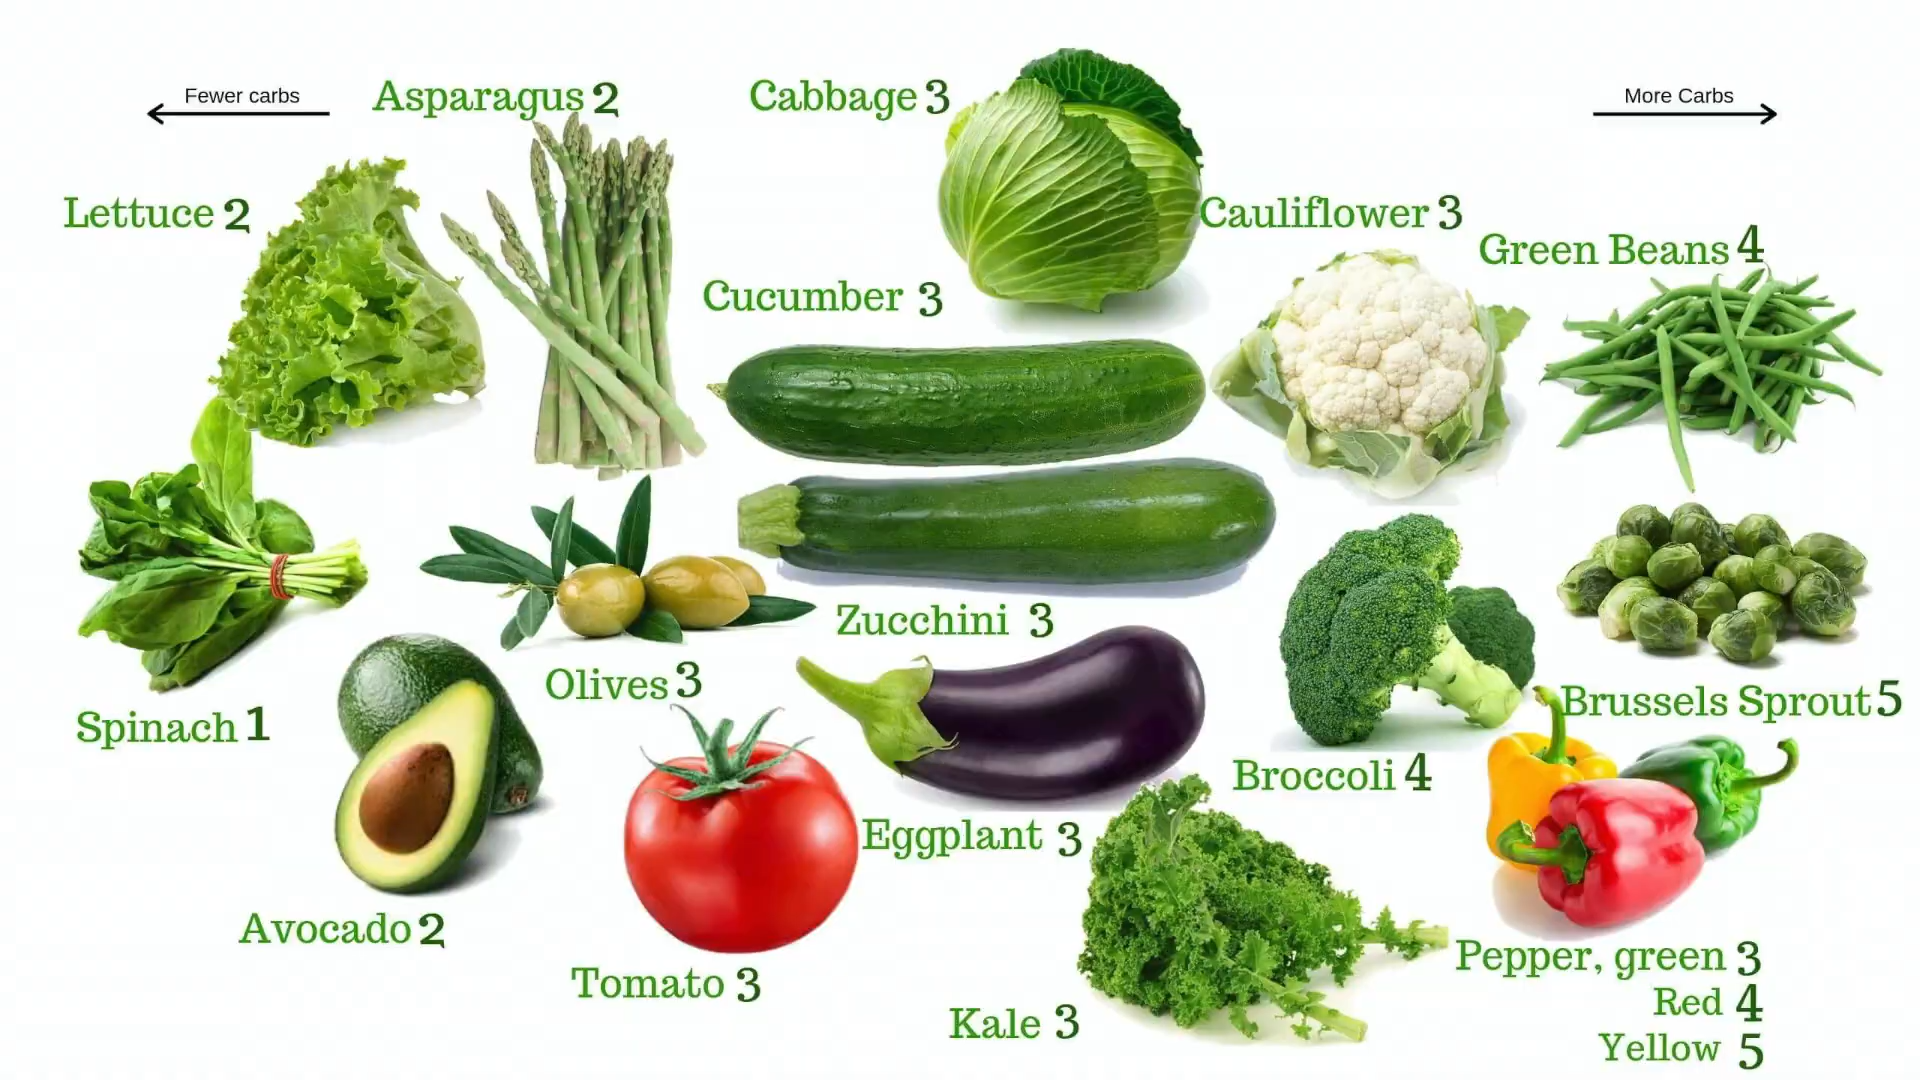 Fewer carbs
More Carbs
Asparagus 2
Cabbage 3
Lettuce 2
Cauliflower 3
Green Beans 4
Cucumber 3
Zucchini 3
Olives 3
Spinach 1
Brussels Sprout 5
Broccoli 4
Eggplant 3
Avocado 2
Tomato 3
Kale 3
Pepper, green 3
Red 4
Yellow 5